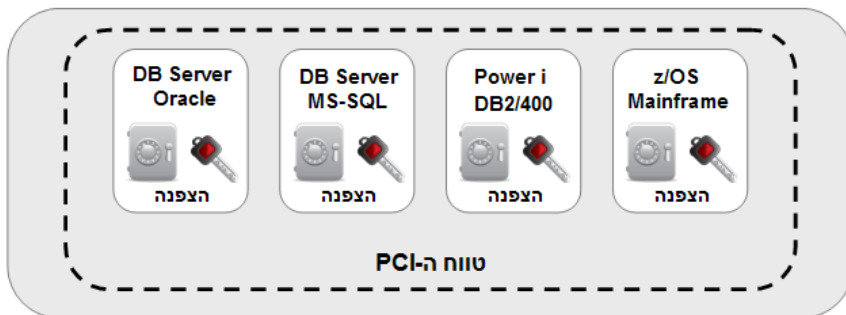 DB Server
Oracle
הצפנה
DB Server
MS-SQL
הצפנה
Power i
DB2/400
הצפנה
z/OS
Mainframe
הצפנה
טווח ה-PCI